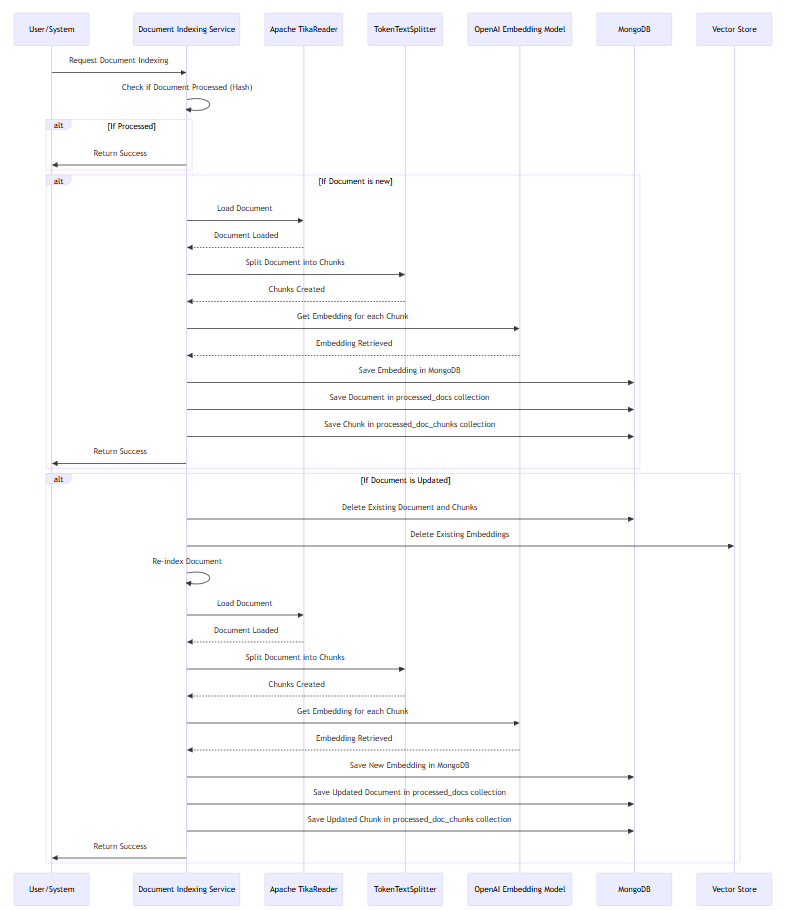 User/System
Document Indexing Service
Apache TikaReader
TokenTextSplitter
OpenAI Embedding Model
MongoDB
Vector Store
Request Document Indexing
Check if Document Processed (Hash)
alt
[If Processed]
Return Success
alt
[If Document is new]
Load Document
Document Loaded
Split Document into Chunks
Chunks Created
Get Embedding for each Chunk
Embedding Retrieved
Save Embedding in MongoDB
Save Document in processed_docs collection
Save Chunk in processed_doc_chunks collection
Return Success
alt
[If Document is Updated]
Delete Existing Document and Chunks
Delete Existing Embeddings
Re-index Document
Load Document
Document Loaded
Split Document into Chunks
Chunks Created
Get Embedding for each Chunk
Embedding Retrieved
Save New Embedding in MongoDB
Save Updated Document in processed_docs collection
Save Updated Chunk in processed_doc_chunks collection
Return Success
User/System
Document Indexing Service
Apache TikaReader
TokenTextSplitter
OpenAI Embedding Model
MongoDB
Vector Store